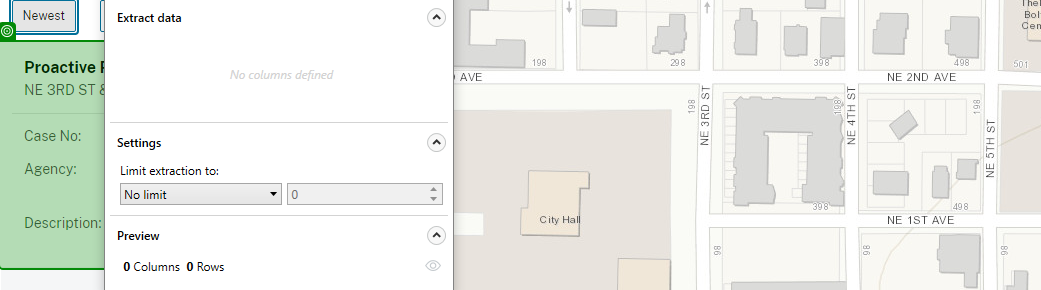 Newest
Proactive
NE 3RD ST &
Case No:
Agency:
Description:
Extract data
No columns defined
Settings
Limit extraction to:
No limit
0
Preview
0 Columns 0 Rows
198
298
398
498
501
AVE
NE 2ND AVE
198
198
198
NE 3RD ST
NE 4TH ST
NE 5TH ST
398
498
NE 1ST AVE
City Hall
98
98